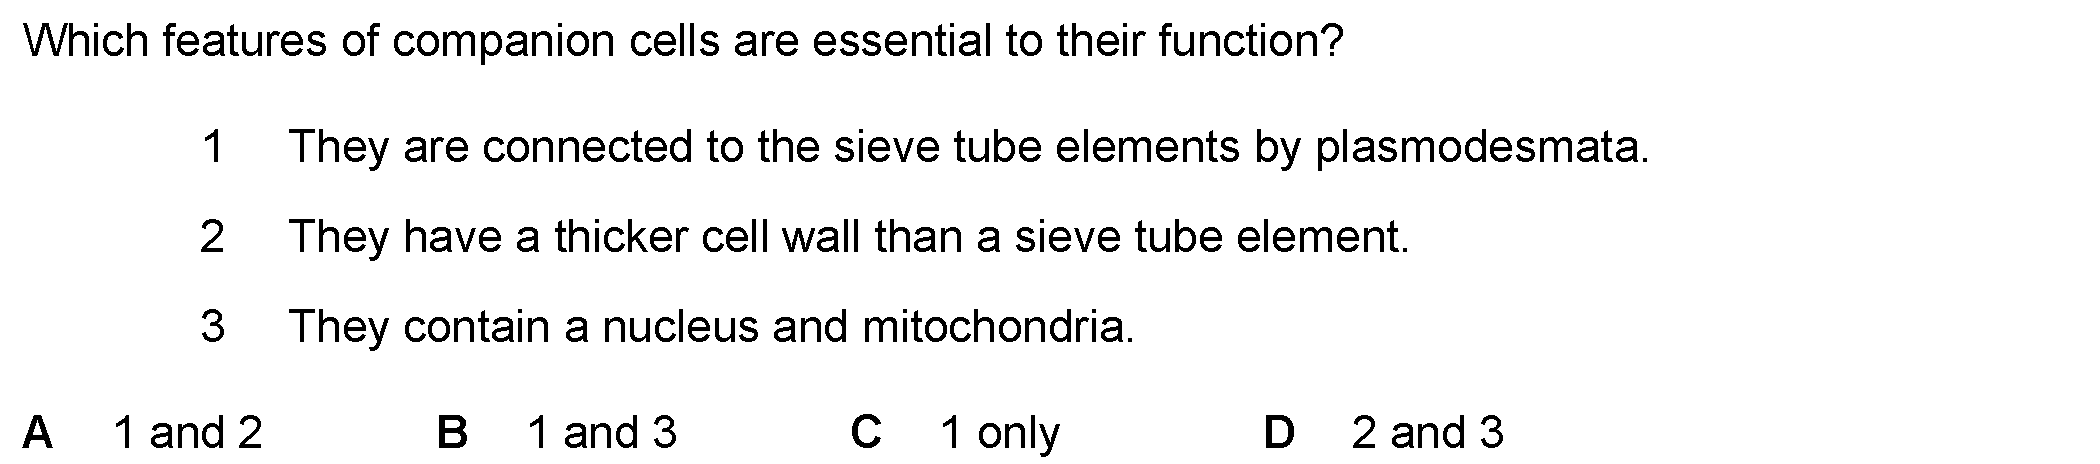 Which features of companion cells are essential to their function?
1 They are connected to the sieve tube elements by plasmodesmata.
2 They have a thicker cell wall than a sieve tube element.
3 They contain a nucleus and mitochondria.
A 1 and 2 B 1 and 3 C 1 only D 2 and 3